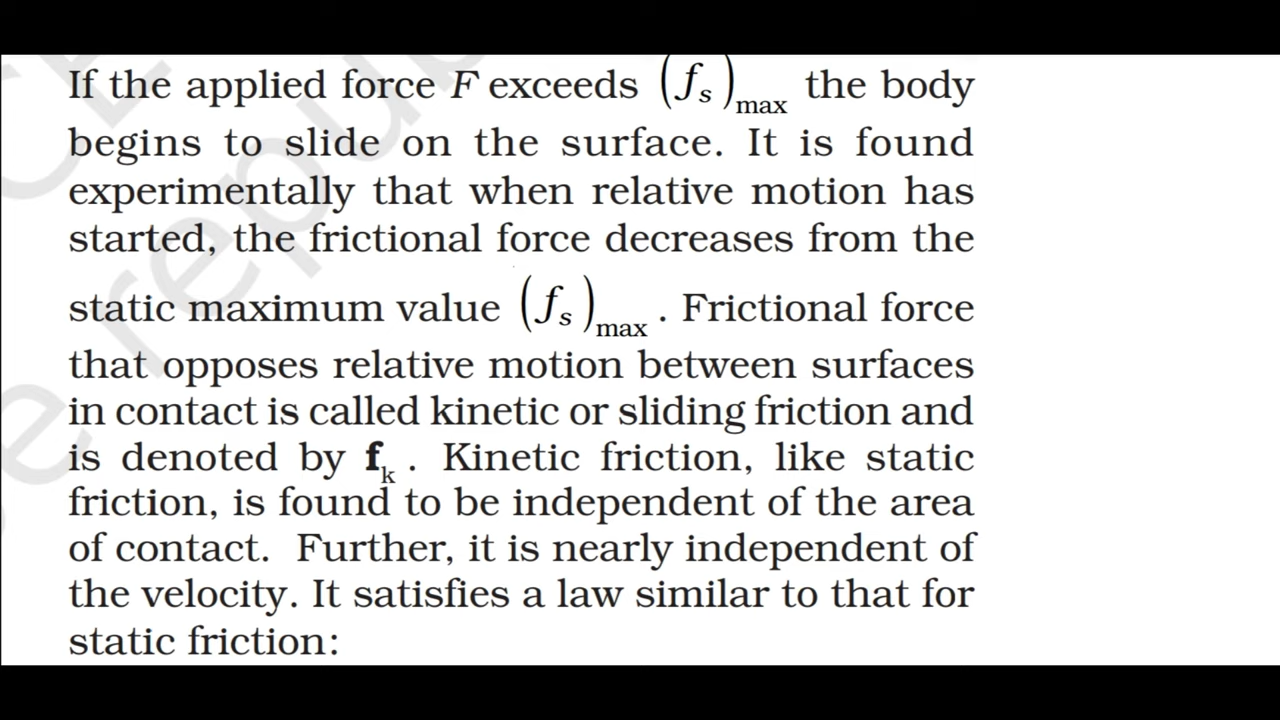 If the applied force F exceeds (fs)max the body
begins to slide on the surface. It is found
experimentally that when relative motion has
started, the frictional force decreases from the
static maximum value (fs)max . Frictional force
that opposes relative motion between surfaces
in contact is called kinetic or sliding friction and
is denoted by fk . Kinetic friction, like static
friction, is found to be independent of the area
of contact. Further, it is nearly independent of
the velocity. It satisfies a law similar to that for
static friction: